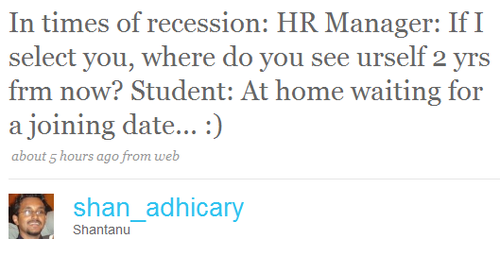 In times of recession: HR Manager: If I
select you, where do you see urself 2 yrs
frm now? Student: At home waiting for
a joining date... :)
about 5 hours ago from web
shan_adhicary
Shantanu